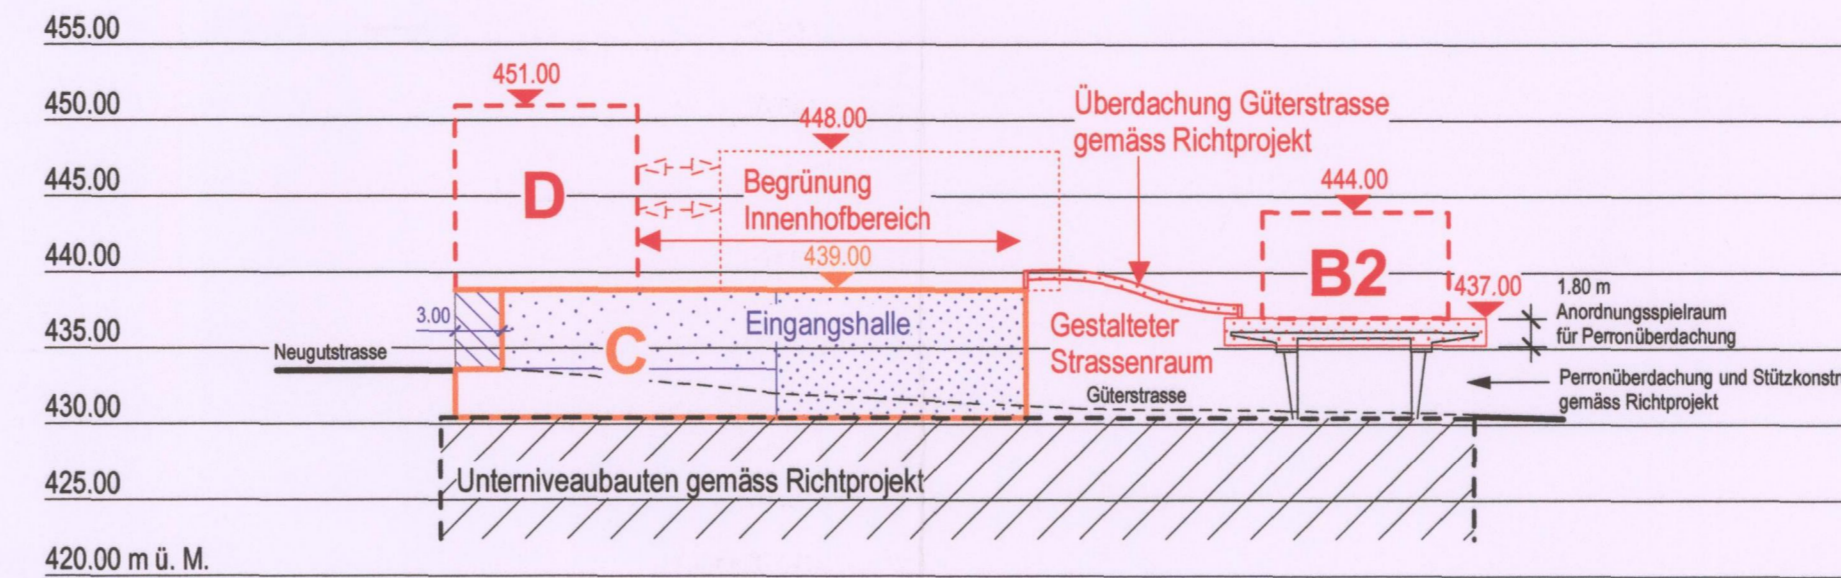 455.00
451.00
450.00
448.00
Überdachung Güterstrasse
gemäss Richtprojekt
445.00
D
Begrünung
Innenhofbereich
444.00
440.00
439.00
B2
437.00
1.80 m
Anordnungsspielraum
für Perronüberdachung
3.00
435.00
Neugutstrasse
C
Eingangshalle
Gestalteter
Strassenraum
Güterstrasse
Perronüberdachung und Stützkonstr
gemäss Richtprojekt
430.00
Unterniveaubauten gemäss Richtprojekt
425.00
420.00 m ü. M.